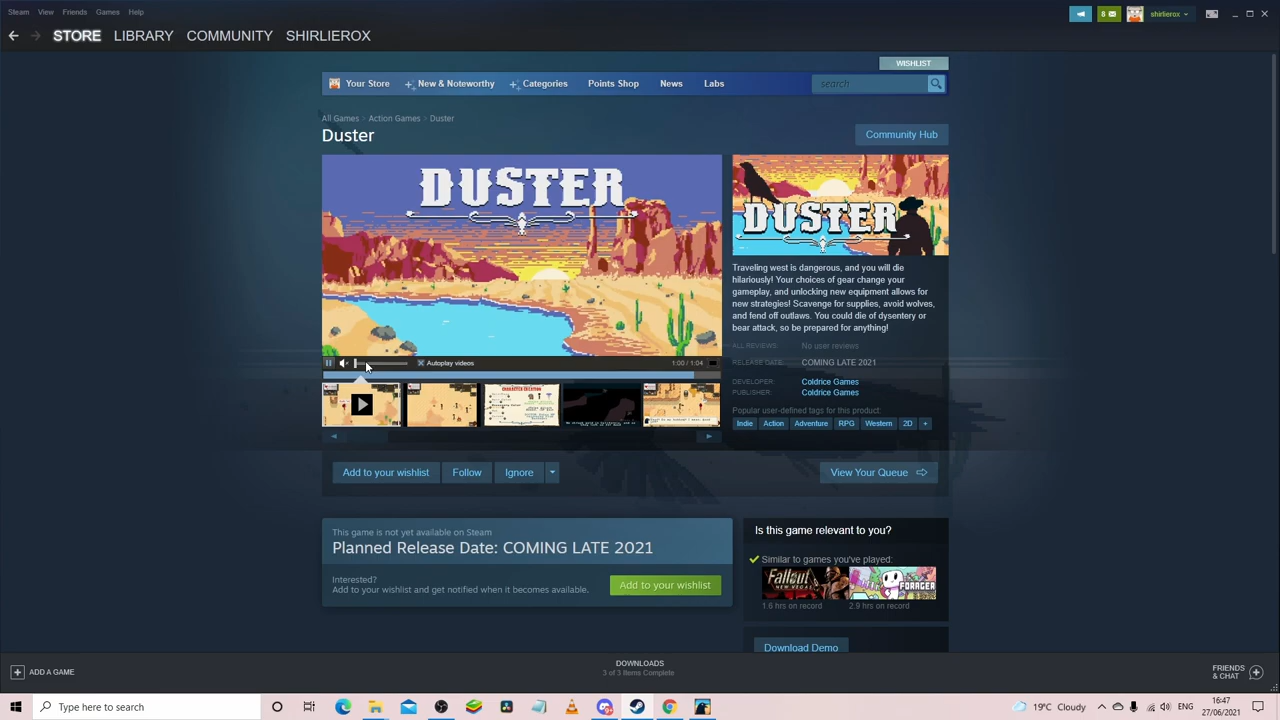 Steam View Friends Games Help
8
shirlierox
STORE LIBRARY COMMUNITY SHIRLIEROX
WISHLIST
Your Store New & Noteworthy Categories Points Shop News Labs search
All Games > Action Games > Duster
Duster
Community Hub
DUSTER
DUSTER
Traveling west is dangerous, and you will die
hilariously! Your choices of gear change your
gameplay, and unlocking new equipment allows for
new strategies! Scavenge for supplies, avoid wolves,
and fend off outlaws. You could die of dysentery or
bear attack, so be prepared for anything!
ALL REVIEWS: No user reviews
RELEASE DATE: COMING LATE 2021
DEVELOPER: Coldrice Games
PUBLISHER: Coldrice Games
Popular user-defined tags for this product:
Indie Action Adventure RPG Western 2D +
Autoplay videos
1:00 / 1:04
CHARACTER CREATION
Add to your wishlist Follow Ignore
View Your Queue
This game is not yet available on Steam
Planned Release Date: COMING LATE 2021
Interested?
Add to your wishlist and get notified when it becomes available.
Add to your wishlist
Is this game relevant to you?
Similar to games you've played:
Fallout
FORAGER
1.6 hrs on record 2.9 hrs on record
Download Demo
ADD A GAME
DOWNLOADS
3 of 3 Items Complete
FRIENDS
& CHAT
Type here to search
19°C Cloudy
ENG
16:47
27/06/2021